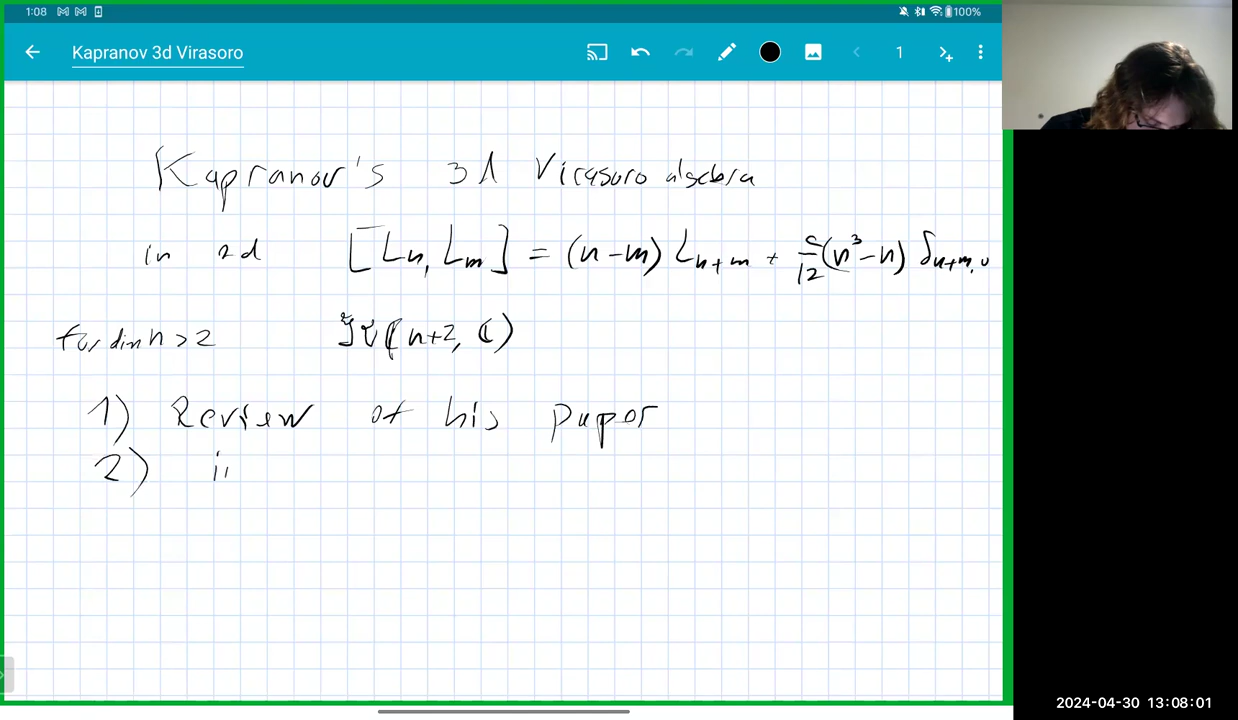 1:08
100%
Kapranov 3d Virasoro
1
Kapranov's 3d Virasoro algebra
in 2d [Ln, Lm] = (n-m) Ln+m + c/12 (n³-n) δn+m,0
for dim n > 2 (n+2, ℂ)
1) Review of his paper
2)
2024-04-30 13:08:01